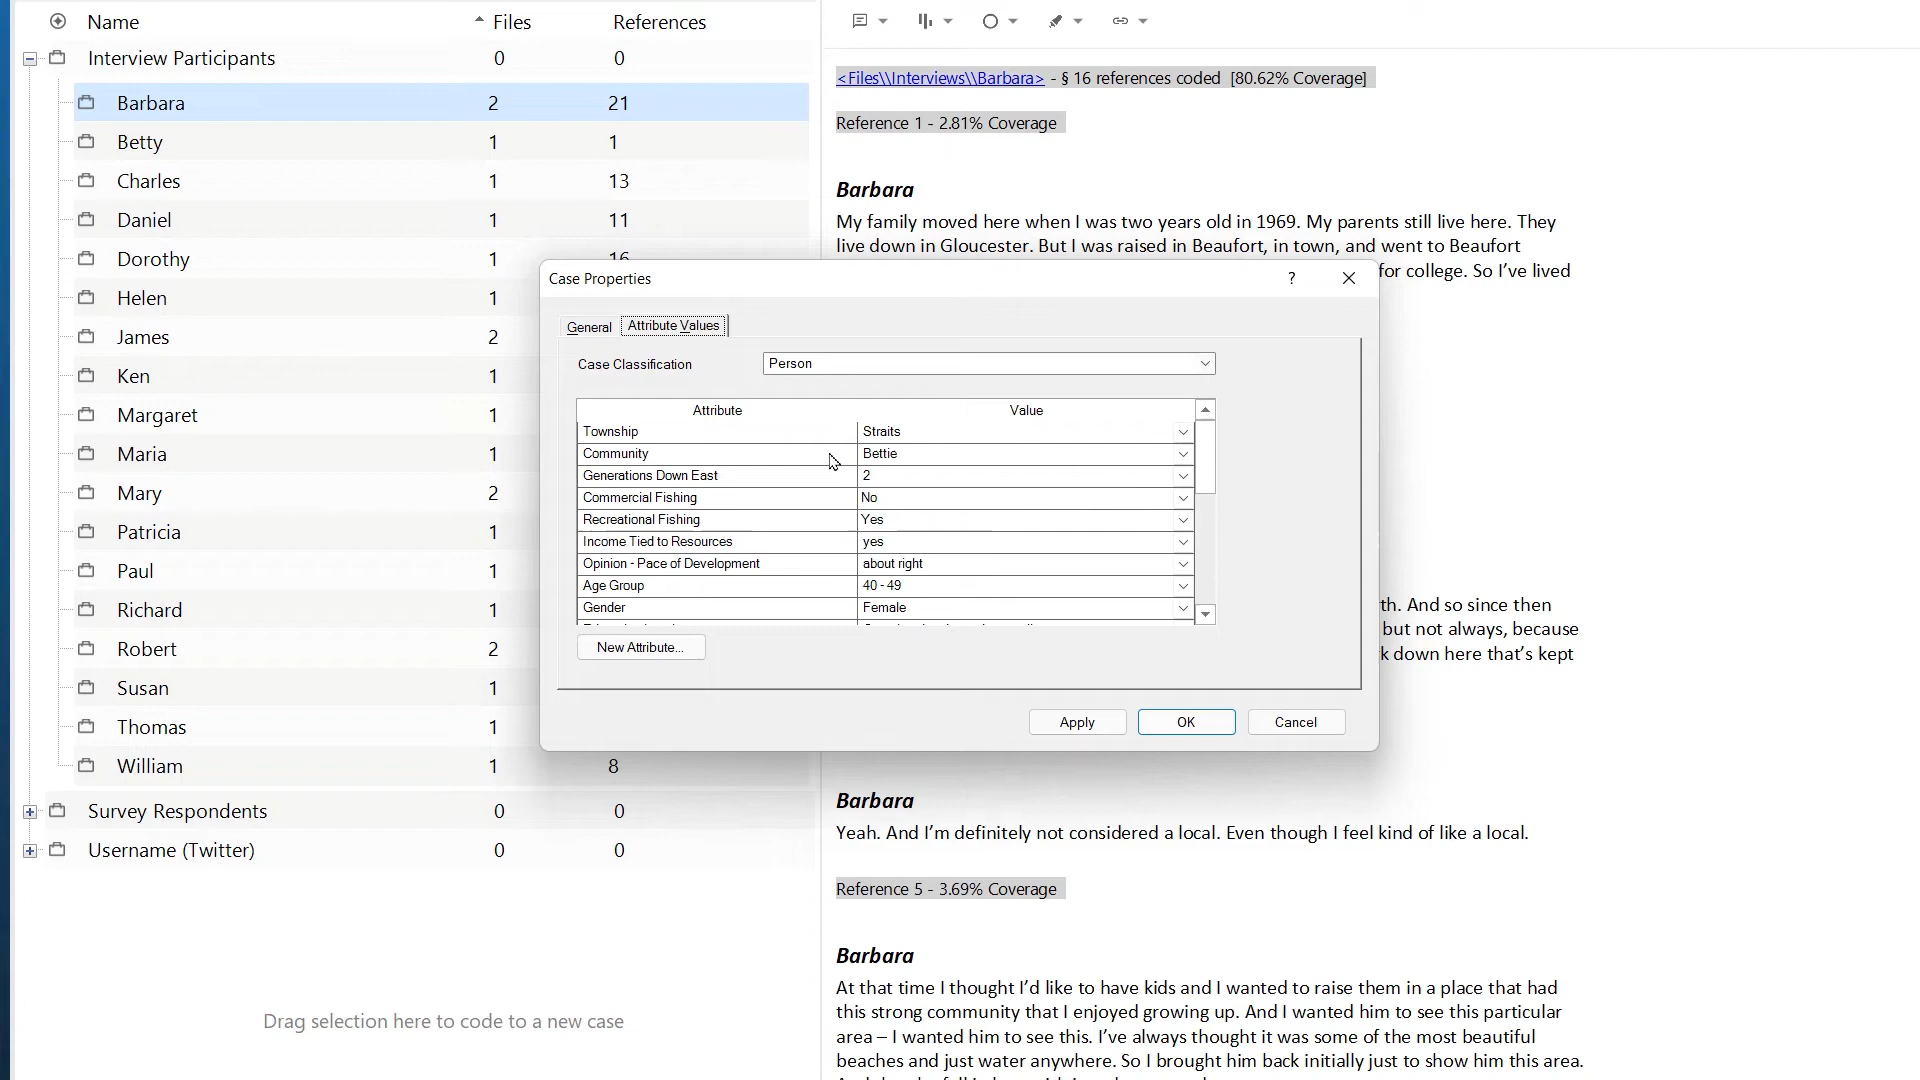 Name Files References
Interview Participants 0 0
Barbara 2 21
Betty 1 1
Charles 1 13
Daniel 1 11
Dorothy 1 16
Helen 1
James 2
Ken 1
Margaret 1
Maria 1
Mary 2
Patricia 1
Paul 1
Richard 1
Robert 2
Susan 1
Thomas 1
William 1 8
Survey Respondents 0 0
Username (Twitter) 0 0
Drag selection here to code to a new case
<Files\\Interviews\\Barbara> - § 16 references coded [80.62% Coverage]
Reference 1 - 2.81% Coverage
Barbara
My family moved here when I was two years old in 1969. My parents still live here. They
live down in Gloucester. But I was raised in Beaufort, in town, and went to Beaufort
for college. So I've lived
Case Properties
?
General Attribute Values
Case Classification Person
Attribute Value
Township Straits
Community Bettie
Generations Down East 2
Commercial Fishing No
Recreational Fishing Yes
Income Tied to Resources yes
Opinion - Pace of Development about right
Age Group 40 - 49
Gender Female
New Attribute...
Apply OK Cancel
th. And so since then
but not always, because
k down here that's kept
Barbara
Yeah. And I'm definitely not considered a local. Even though I feel kind of like a local.
Reference 5 - 3.69% Coverage
Barbara
At that time I thought I'd like to have kids and I wanted to raise them in a place that had
this strong community that I enjoyed growing up. And I wanted him to see this particular
area – I wanted him to see this. I've always thought it was some of the most beautiful
beaches and just water anywhere. So I brought him back initially just to show him this area.